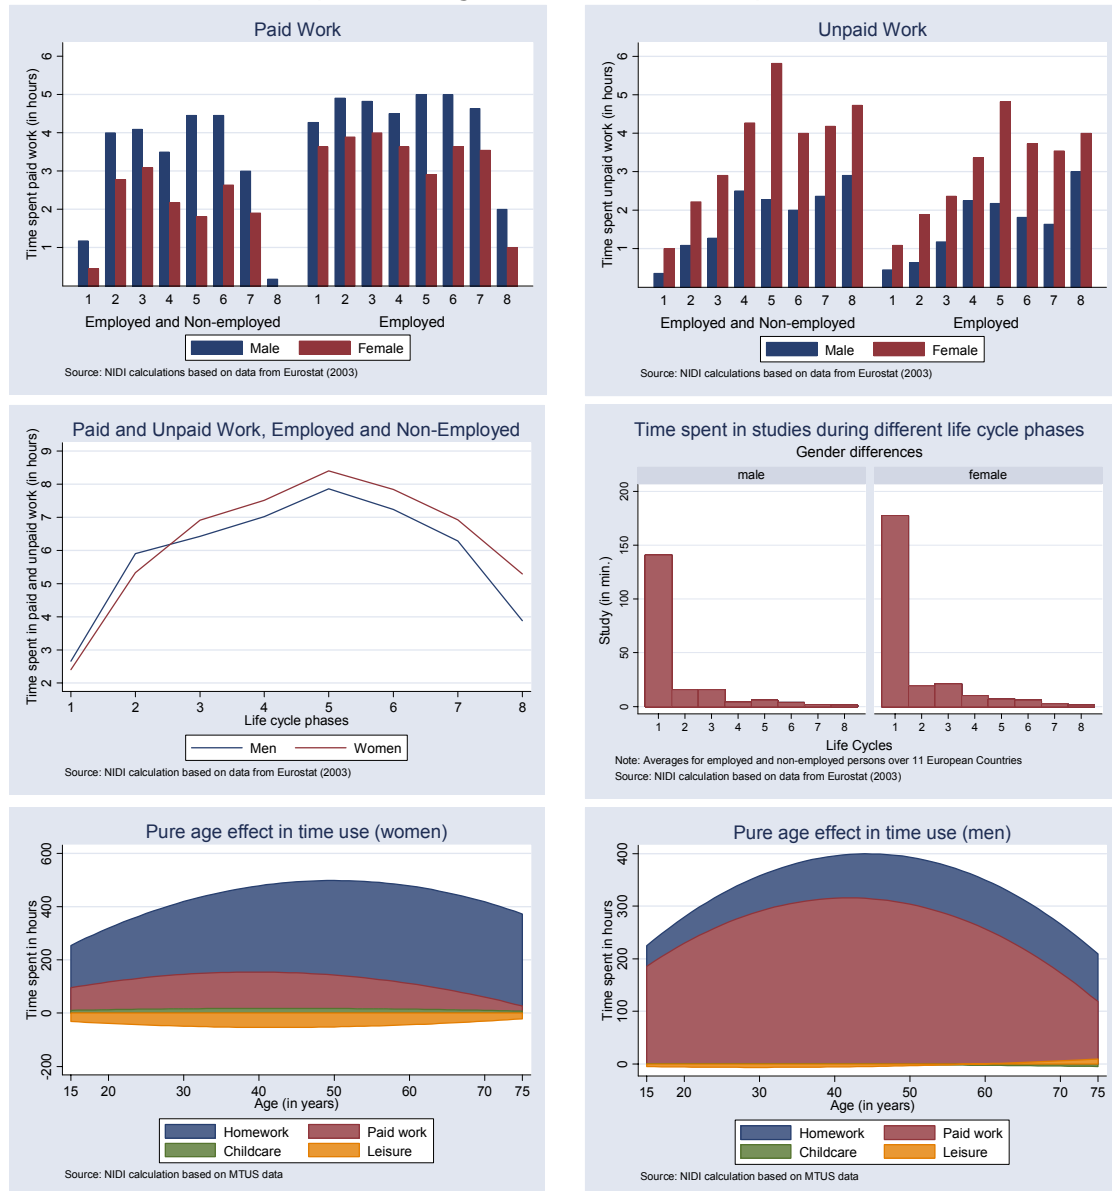 Paid Work
Time spent paid work (in hours)
6
5
4
3
2
1
1 2 3 4 5 6 7 8 1 2 3 4 5 6 7 8
Employed and Non-employed Employed
Male Female
Source: NIDI calculations based on data from Eurostat (2003)
Unpaid Work
Time spent unpaid work (in hours)
6
5
4
3
2
1
1 2 3 4 5 6 7 8 1 2 3 4 5 6 7 8
Employed and Non-employed Employed
Male Female
Source: NIDI calculations based on data from Eurostat (2003)
Paid and Unpaid Work, Employed and Non-Employed
Time spent in paid and unpaid work (in hours)
9
8
7
6
5
4
3
2
1 2 3 4 5 6 7 8
Life cycle phases
Men Women
Source: NIDI calculation based on data from Eurostat (2003)
Time spent in studies during different life cycle phases
Gender differences
male female
Study (in min.)
200
150
100
50
0
1 2 3 4 5 6 7 8 1 2 3 4 5 6 7 8
Life Cycles
Note: Averages for employed and non-employed persons over 11 European Countries
Source: NIDI calculation based on data from Eurostat (2003)
Pure age effect in time use (women)
Time spent in hours
600
400
200
0
-200
15 20 30 40 50 60 70 75
Age (in years)
Homework Paid work
Childcare Leisure
Source: NIDI calculation based on MTUS data
Pure age effect in time use (men)
Time spent in hours
400
300
200
100
0
15 20 30 40 50 60 70 75
Age (in years)
Homework Paid work
Childcare Leisure
Source: NIDI calculation based on MTUS data